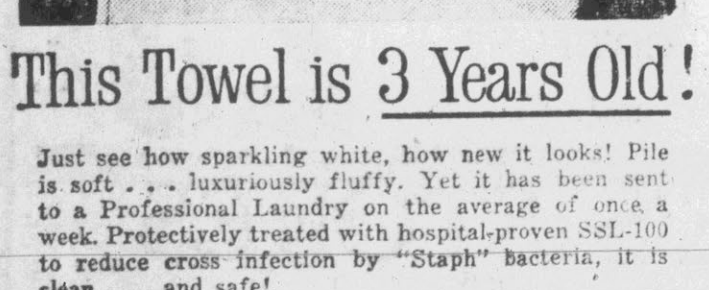 This Towel is 3 Years Old!
Just see how sparkling white, how new it looks! Pile
is soft . . . luxuriously fluffy. Yet it has been sent
to a Professional Laundry on the average of once a
week. Protectively treated with hospital-proven SSL-100
to reduce cross infection by "Staph" bacteria, it is
clean . . . and safe!